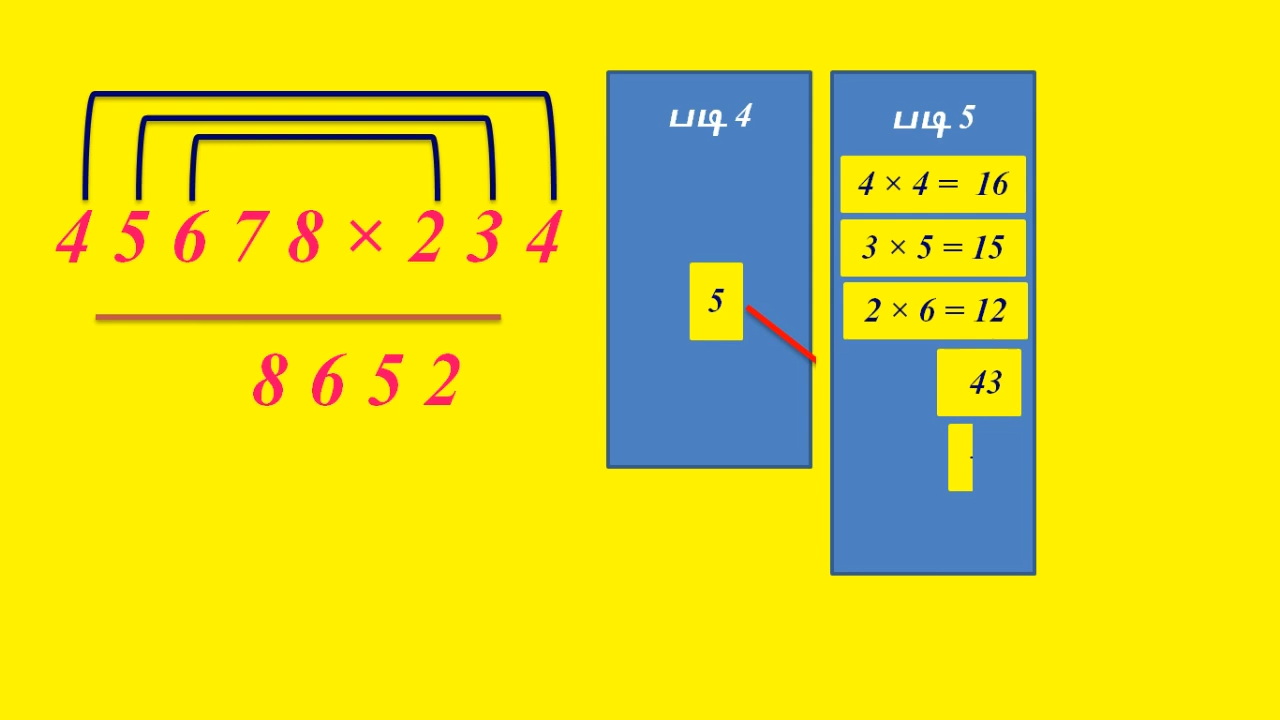 4 5 6 7 8 × 2 3 4
8 6 5 2
படி 4
5
படி 5
4 × 4 = 16
3 × 5 = 15
2 × 6 = 12
43